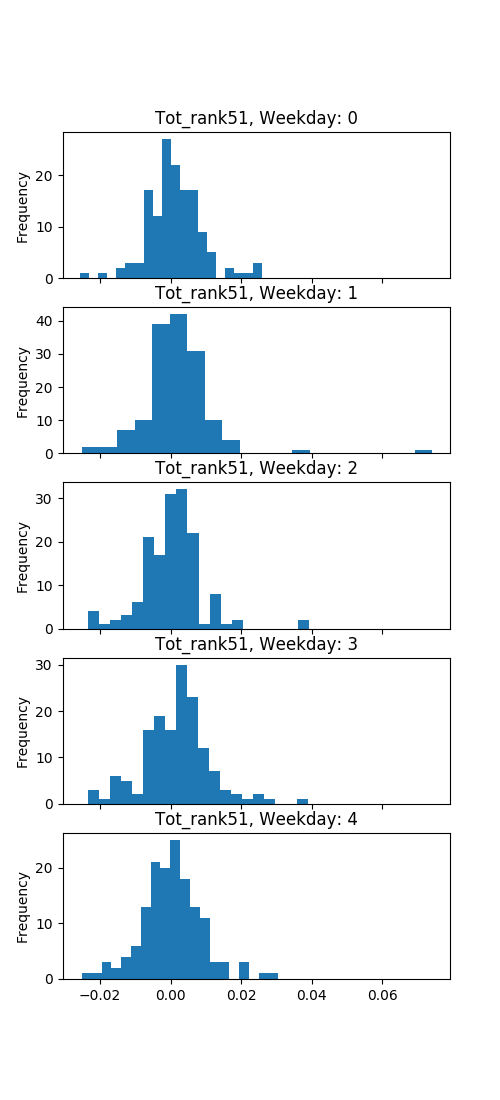 Tot_rank51, Weekday: 0
Frequency
20
10
0
Tot_rank51, Weekday: 1
Frequency
40
30
20
10
0
Tot_rank51, Weekday: 2
Frequency
30
20
10
0
Tot_rank51, Weekday: 3
Frequency
30
20
10
0
Tot_rank51, Weekday: 4
Frequency
20
10
0
−0.02 0.00 0.02 0.04 0.06